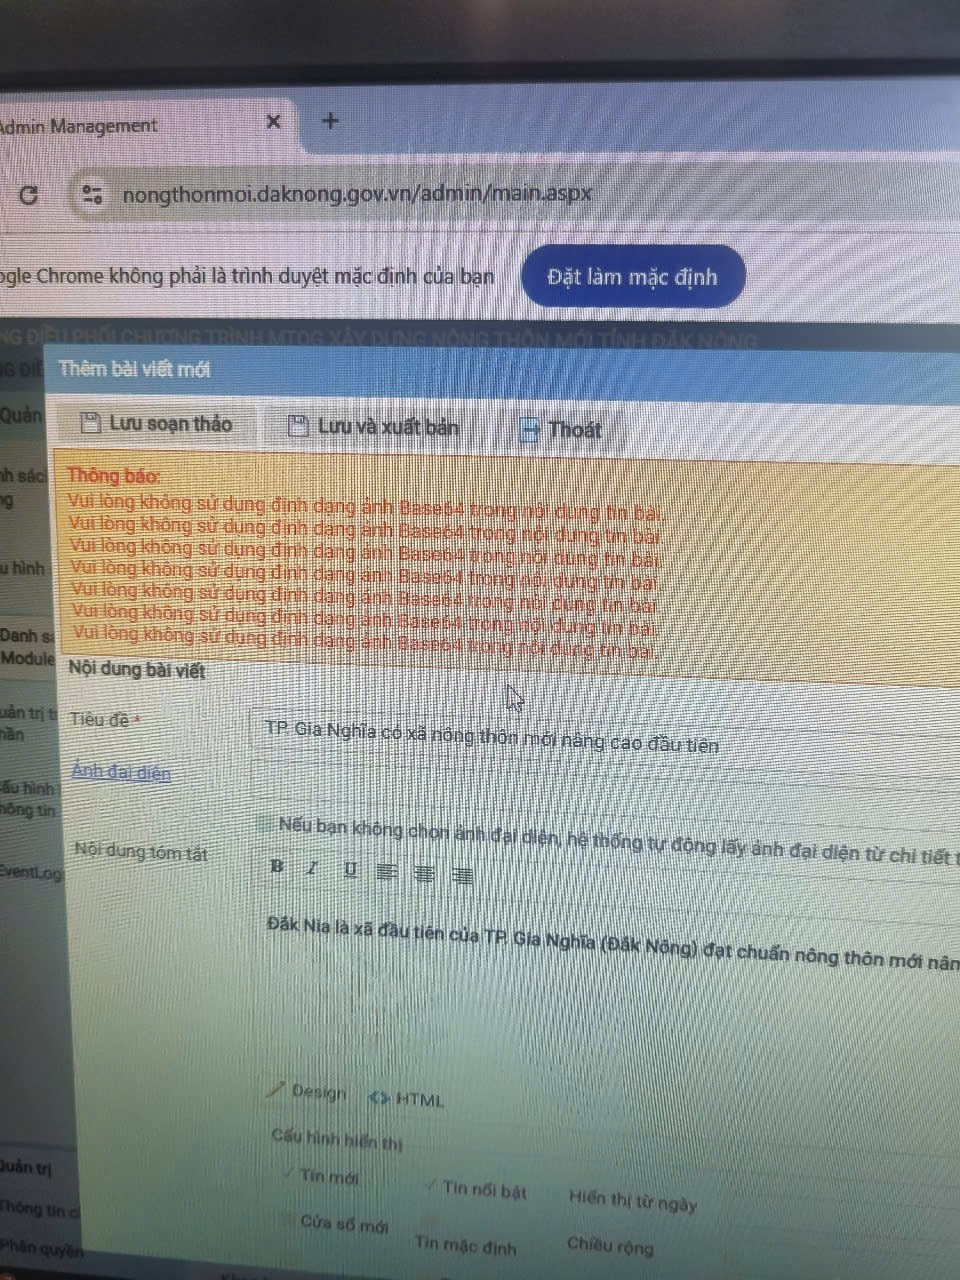 Admin Management
nongthonmoi.daknong.gov.vn/admin/main.aspx
ogle Chrome không phải là trình duyệt mặc định của bạn
Đặt làm mặc định
NG ĐIỀU PHỐI CHƯƠNG TRÌNH MTQG XÂY DỰNG NÔNG THÔN MỚI TỈNH ĐẮK NÔNG
NG ĐIỀ
Thêm bài viết mới
Quản
Lưu soạn thảo
Lưu và xuất bản
Thoát
nh sác
ng
Thông báo:
Vui lòng không sử dụng định dạng ảnh Base64 trong nội dung tin bài.
Vui lòng không sử dụng định dạng ảnh Base64 trong nội dung tin bài.
Vui lòng không sử dụng định dạng ảnh Base64 trong nội dung tin bài.
Vui lòng không sử dụng định dạng ảnh Base64 trong nội dung tin bài.
Vui lòng không sử dụng định dạng ảnh Base64 trong nội dung tin bài.
Vui lòng không sử dụng định dạng ảnh Base64 trong nội dung tin bài.
Vui lòng không sử dụng định dạng ảnh Base64 trong nội dung tin bài.
u hình
Danh sá
Module
Nội dung bài viết
uản trị t
hần
Tiêu đề *
TP. Gia Nghĩa có xã nông thôn mới nâng cao đầu tiên
Ảnh đại diện
ấu hình
hông tin
Nếu bạn không chọn ảnh đại diện, hệ thống tự động lấy ảnh đại diện từ chi tiết t
Nội dung tóm tắt
B I U
EventLog
Đắk Nia là xã đầu tiên của TP. Gia Nghĩa (Đắk Nông) đạt chuẩn nông thôn mới nân
Design
HTML
Cấu hình hiển thị
Tin mới
Tin nổi bật
Hiển thị từ ngày
Cửa sổ mới
Tin mặc định
Chiều rộng
Quản trị
Thông tin c
Phân quyền